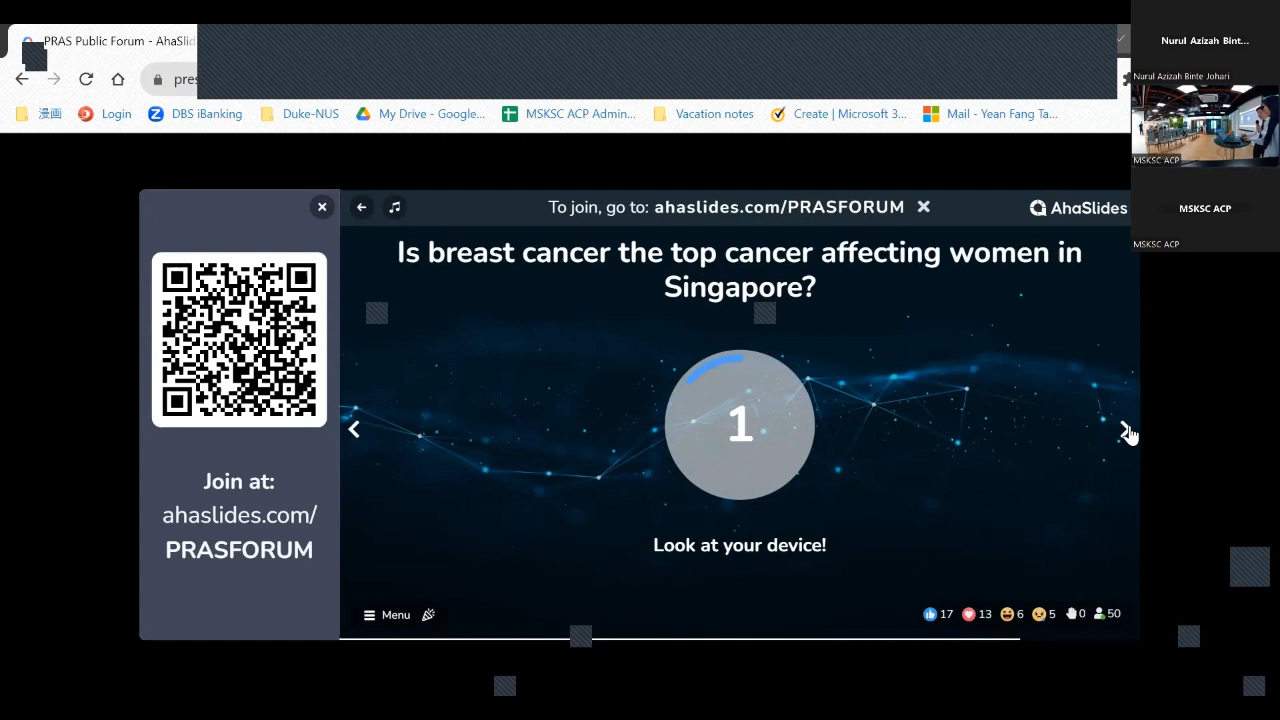 PRAS Public Forum - AhaSlid
Nurul Azizah Bint...
Nurul Azizah Binte Johari
漫画
Login
DBS iBanking
Duke-NUS
My Drive - Google...
MSKSC ACP Admin...
Vacation notes
Create | Microsoft 3...
Mail - Yean Fang Ta...
MSKSC ACP
MSKSC ACP
MSKSC ACP
To join, go to: ahaslides.com/PRASFORUM
AhaSlides
Is breast cancer the top cancer affecting women in
Singapore?
1
Look at your device!
Join at:
ahaslides.com/
PRASFORUM
Menu
17 13 6 5 0 50